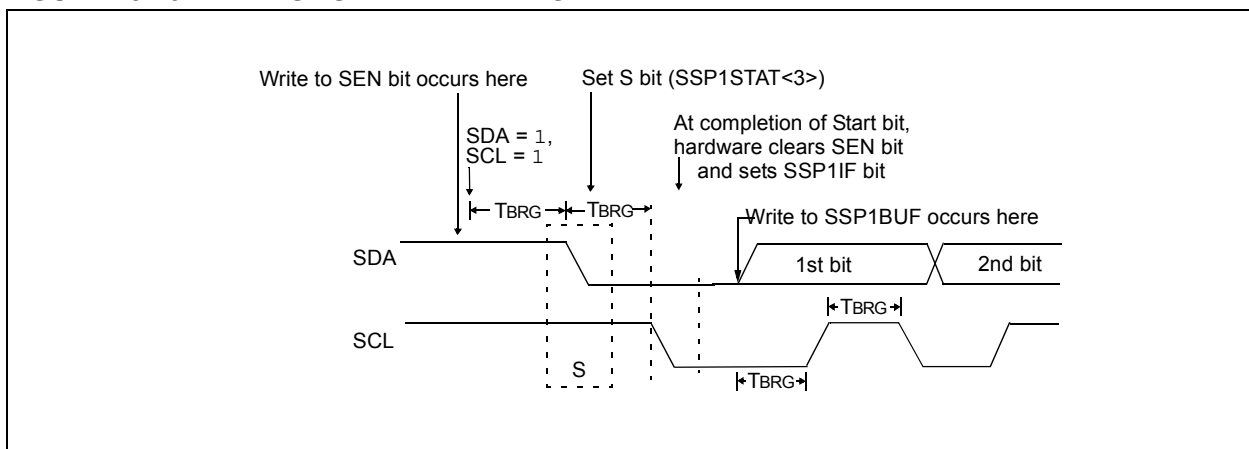 Write to SEN bit occurs here
Set S bit (SSP1STAT<3>)
SDA = 1,
SCL = 1
At completion of Start bit,
hardware clears SEN bit
and sets SSP1IF bit
TBRG
TBRG
Write to SSP1BUF occurs here
SDA
1st bit
2nd bit
TBRG
SCL
S
TBRG